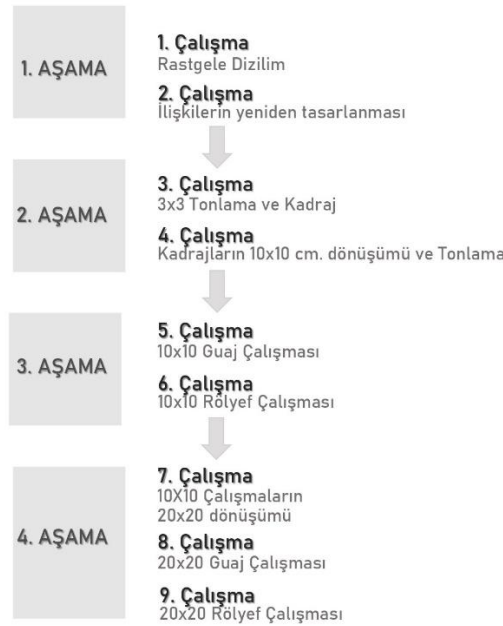 1. AŞAMA
1. Çalışma
Rastgele Dizilim
2. Çalışma
İlişkilerin yeniden tasarlanması
2. AŞAMA
3. Çalışma
3x3 Tonlama ve Kadraj
4. Çalışma
Kadrajların 10x10 cm. dönüşümü ve Tonlama
3. AŞAMA
5. Çalışma
10x10 Guaj Çalışması
6. Çalışma
10x10 Rölyef Çalışması
4. AŞAMA
7. Çalışma
10X10 Çalışmaların
20x20 dönüşümü
8. Çalışma
20x20 Guaj Çalışması
9. Çalışma
20x20 Rölyef Çalışması